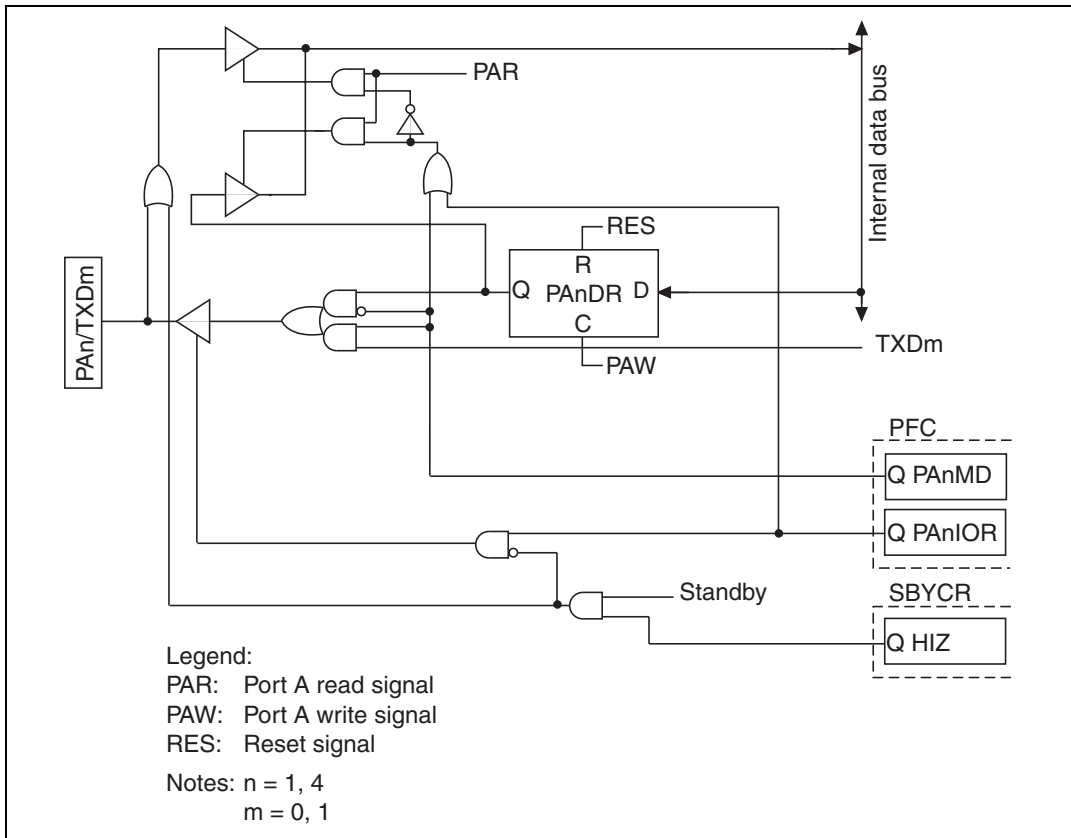 PAR
Internal data bus
RES
R
Q PAnDR D
C
PAW
PAn/TXDm
TXDm
PFC
Q PAnMD
Q PAnIOR
Standby
SBYCR
Q HIZ
Legend:
PAR: Port A read signal
PAW: Port A write signal
RES: Reset signal
Notes: n = 1, 4
m = 0, 1